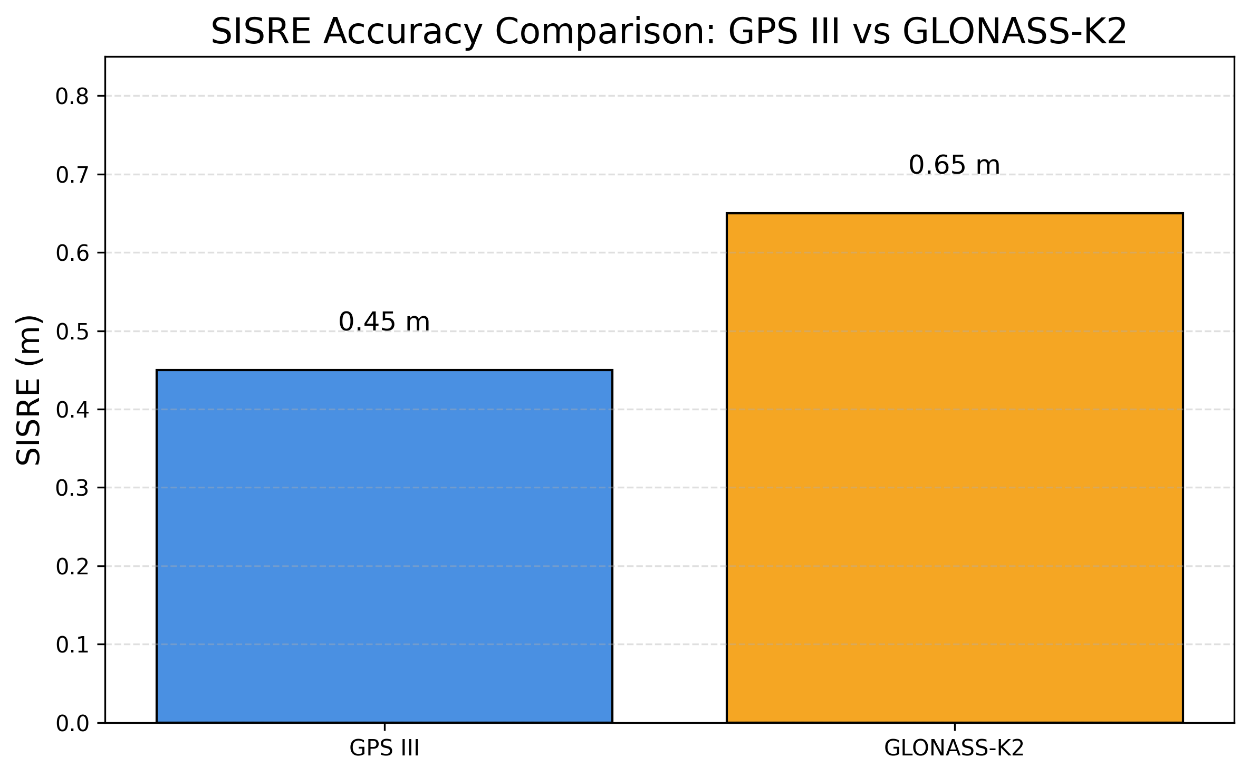 SISRE Accuracy Comparison: GPS III vs GLONASS-K2
SISRE (m)
0.8
0.7
0.6
0.5
0.4
0.3
0.2
0.1
0.0
0.45 m
0.65 m
GPS III
GLONASS-K2